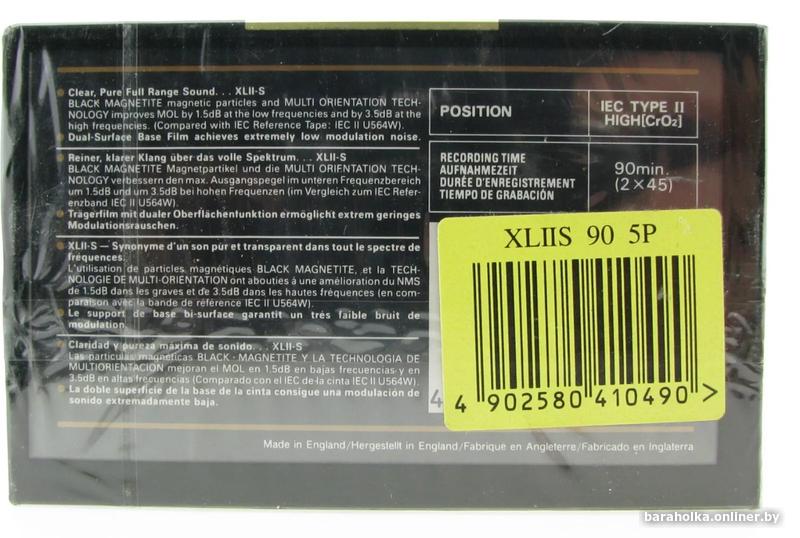 Clear, Pure Full Range Sound. . . XLII-S
BLACK MAGNETITE magnetic particles and MULTI ORIENTATION TECH-
NOLOGY improves MOL by 1.5dB at the low frequencies and by 3.5dB at the
high frequencies. (Compared with IEC Reference Tape: IEC II U564W).
Dual-Surface Base Film achieves extremely low modulation noise.
Reiner, klarer Klang über das volle Spektrum. . . XLII-S
BLACK MAGNETITE Magnetpartikel und die MULTI ORIENTATION TECH-
NOLOGY verbessern den max. Ausgangspegel im unteren Frequenzbereich
um 1.5dB und um 3.5dB bei hohen Frequenzen (im Vergleich zum IEC Refer-
enzband IEC II U564W).
Trägerfilm mit dualer Oberflächenfunktion ermöglicht extrem geringes
Modulationsrauschen.
XLII-S — Synonyme d'un son pur et transparent dans tout le spectre de
fréquences.
L'utilisation de particles magnétiques BLACK MAGNETITE, et la TECH-
NOLOGIE DE MULTI-ORIENTATION ont abouties à une amélioration du NMS
de 1.5dB dans les graves et de 3.5dB dans les hautes fréquences (en com-
paraison avec la bande de référence IEC II U564W).
Le support de base bi-surface garantit un très faible bruit de
modulation.
Claridad y pureza máxima de sonido. . . XLII-S
Las particulas magnéticas BLACK · MAGNETITE Y LA TECHNOLOGIA DE
MULTIORIENTACION mejoran el MOL en 1.5dB en bajas frecuencias y en
3.5dB en altas frecuencias (Comparado con el IEC de la cinta IEC II U564W).
La doble superficie de la base de la cinta consigue una modulación de
sonido extremadamente baja.
POSITION
IEC TYPE II
HIGH[CrO₂]
RECORDING TIME
AUFNAHMEZEIT
DURÉE D'ENREGISTREMENT
TIEMPO DE GRABACIÓN
90min.
(2×45)
XLIIS 90 5P
4
4 902580 410490 >
Made in England/Hergestellt in England/Fabrique en Angleterre/Fabricado en Inglaterra
baraholka.onliner.by